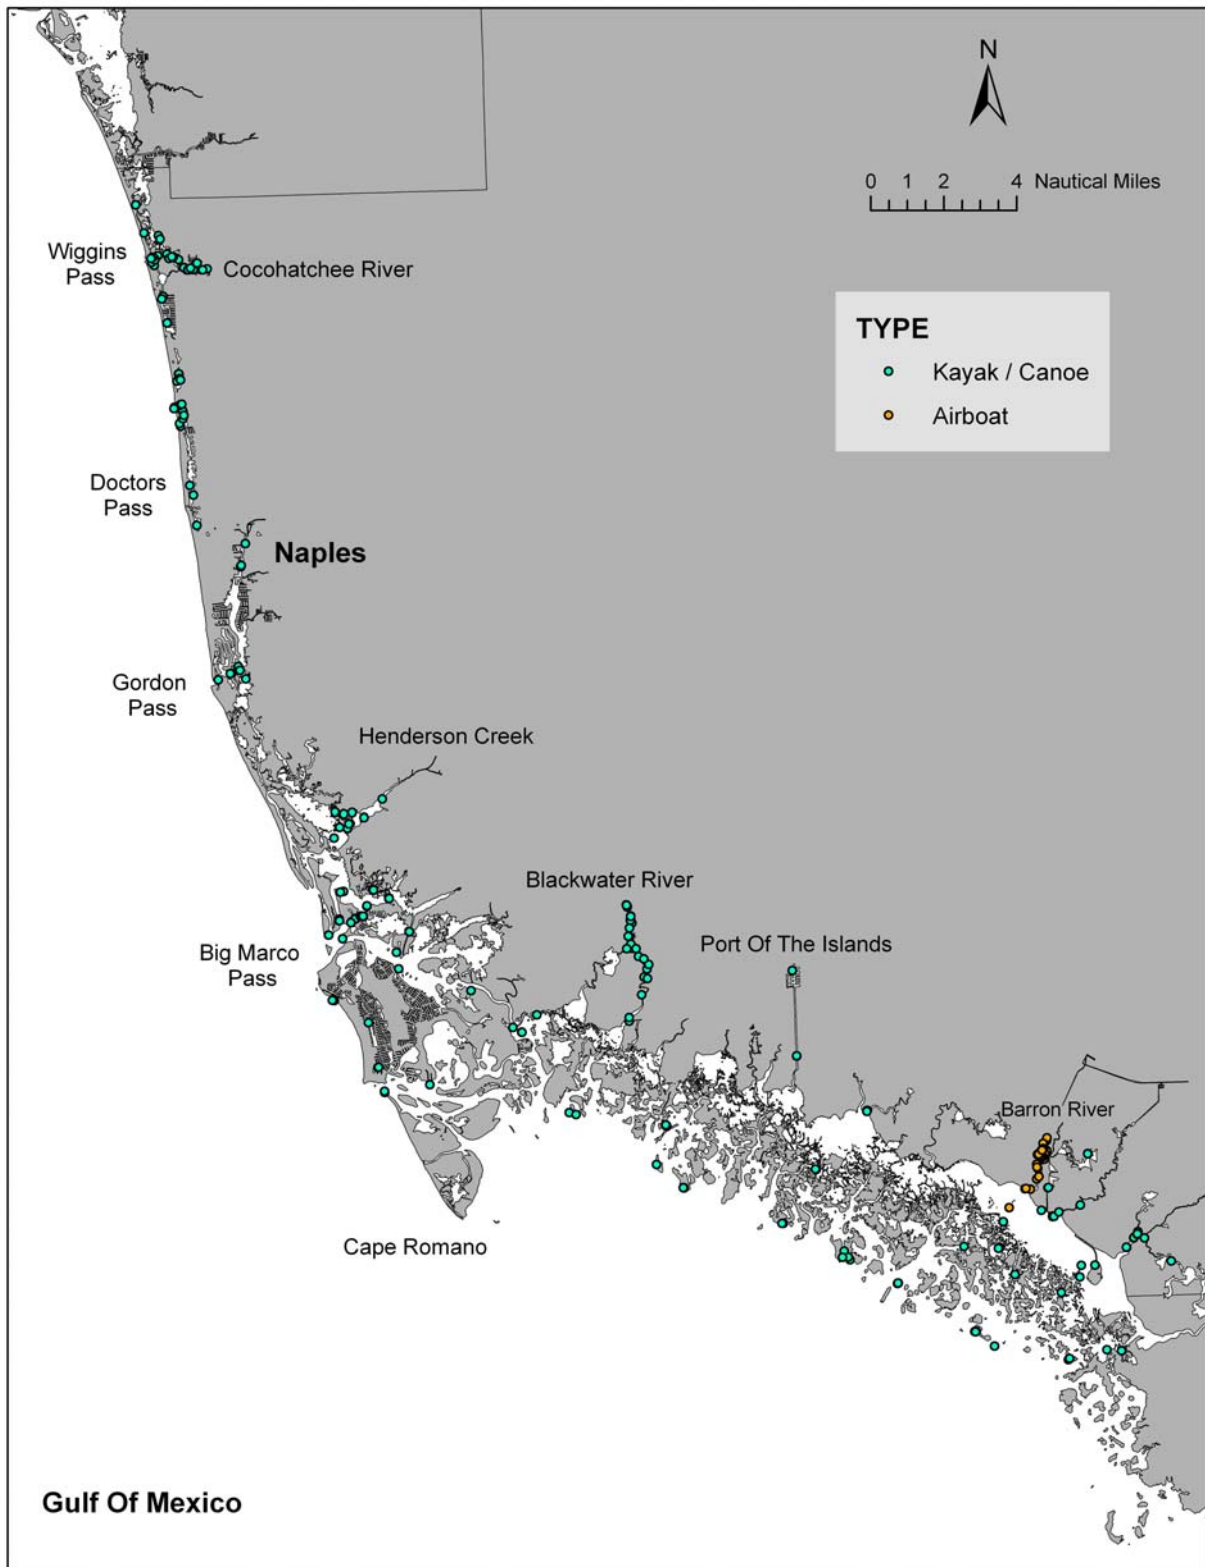 N
0 1 2 4 Nautical Miles
Wiggins
Pass
Cocohatchee River
TYPE
Kayak / Canoe
Airboat
Doctors
Pass
Naples
Gordon
Pass
Henderson Creek
Blackwater River
Big Marco
Pass
Port Of The Islands
Barron River
Cape Romano
Gulf Of Mexico